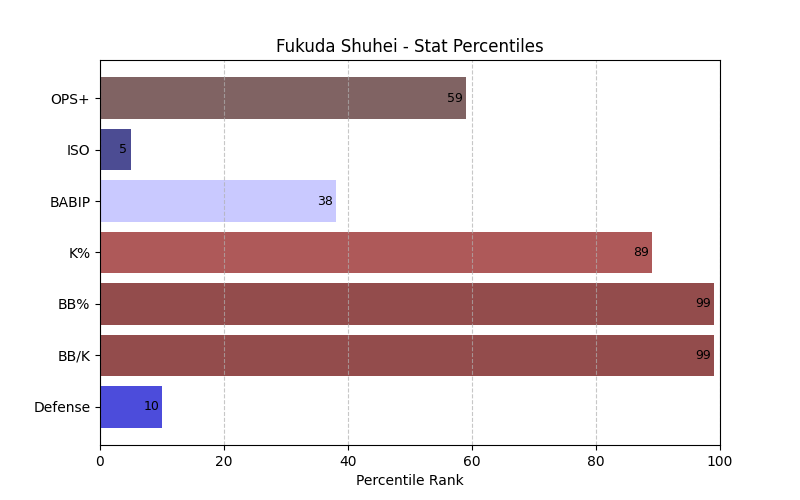 Fukuda Shuhei - Stat Percentiles
OPS+ 59
ISO 5
BABIP 38
K% 89
BB% 99
BB/K 99
Defense 10
0 20 40 60 80 100
Percentile Rank